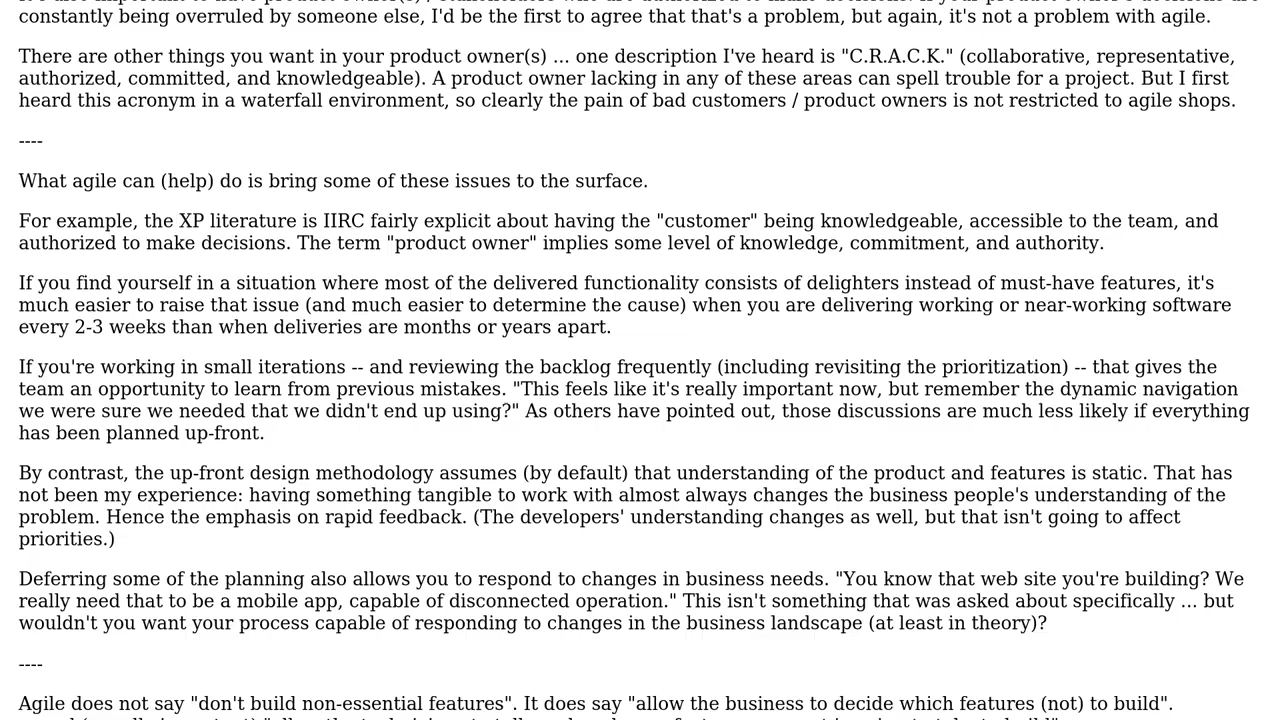 constantly being overruled by someone else, I'd be the first to agree that that's a problem, but again, it's not a problem with agile.
There are other things you want in your product owner(s) ... one description I've heard is "C.R.A.C.K." (collaborative, representative,
authorized, committed, and knowledgeable). A product owner lacking in any of these areas can spell trouble for a project. But I first
heard this acronym in a waterfall environment, so clearly the pain of bad customers / product owners is not restricted to agile shops.
----
What agile can (help) do is bring some of these issues to the surface.
For example, the XP literature is IIRC fairly explicit about having the "customer" being knowledgeable, accessible to the team, and
authorized to make decisions. The term "product owner" implies some level of knowledge, commitment, and authority.
If you find yourself in a situation where most of the delivered functionality consists of delighters instead of must-have features, it's
much easier to raise that issue (and much easier to determine the cause) when you are delivering working or near-working software
every 2-3 weeks than when deliveries are months or years apart.
If you're working in small iterations -- and reviewing the backlog frequently (including revisiting the prioritization) -- that gives the
team an opportunity to learn from previous mistakes. "This feels like it's really important now, but remember the dynamic navigation
we were sure we needed that we didn't end up using?" As others have pointed out, those discussions are much less likely if everything
has been planned up-front.
By contrast, the up-front design methodology assumes (by default) that understanding of the product and features is static. That has
not been my experience: having something tangible to work with almost always changes the business people's understanding of the
problem. Hence the emphasis on rapid feedback. (The developers' understanding changes as well, but that isn't going to affect
priorities.)
Deferring some of the planning also allows you to respond to changes in business needs. "You know that web site you're building? We
really need that to be a mobile app, capable of disconnected operation." This isn't something that was asked about specifically ... but
wouldn't you want your process capable of responding to changes in the business landscape (at least in theory)?
----
Agile does not say "don't build non-essential features". It does say "allow the business to decide which features (not) to build".